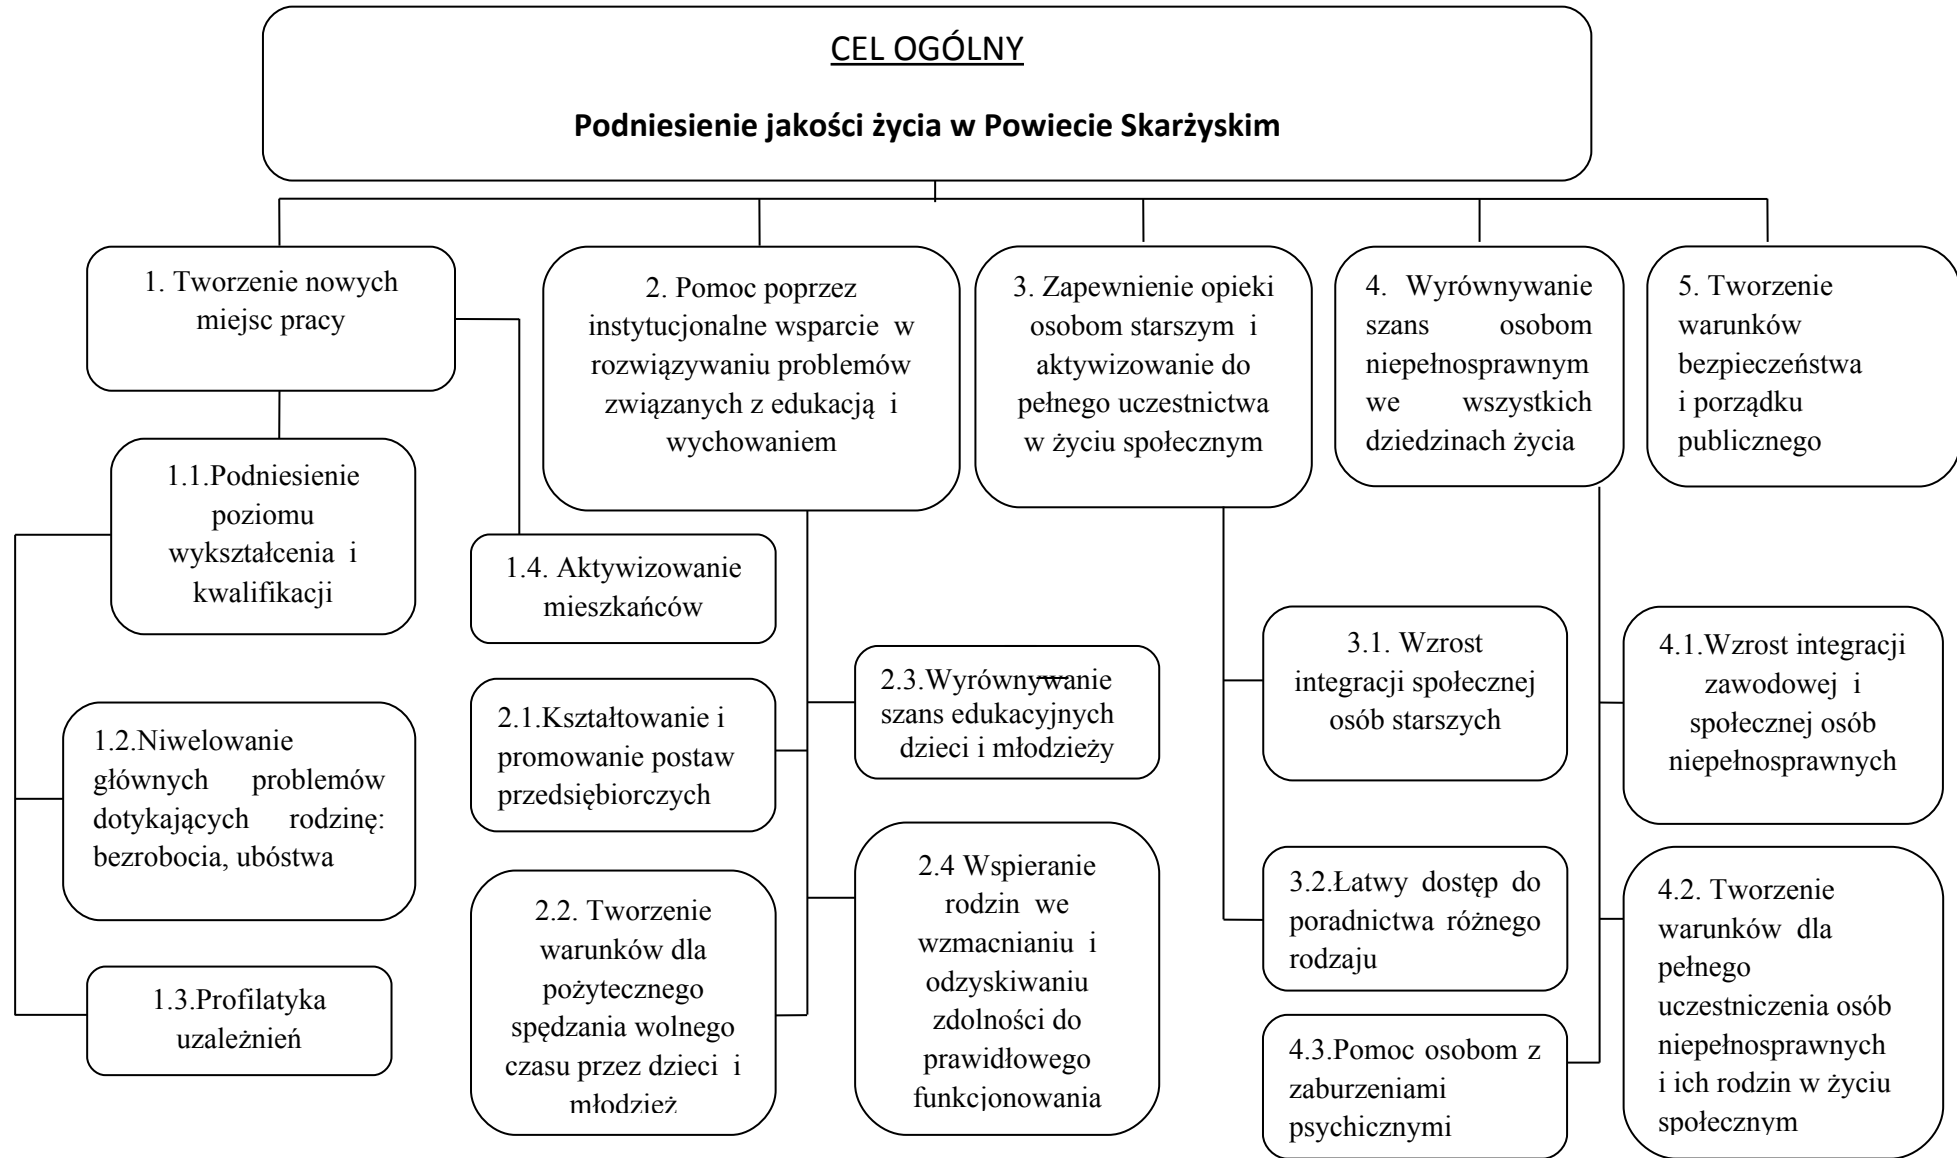 CEL OGÓLNY
Podniesienie jakości życia w Powiecie Skarżyskim
1. Tworzenie nowych
miejsc pracy
2. Pomoc poprzez
instytucjonalne wsparcie w
rozwiązywaniu problemów
związanych z edukacją i
wychowaniem
3. Zapewnienie opieki
osobom starszym i
aktywizowanie do
pełnego uczestnictwa
w życiu społecznym
4. Wyrównywanie
szans osobom
niepełnosprawnym
we wszystkich
dziedzinach życia
5. Tworzenie
warunków
bezpieczeństwa
i porządku
publicznego
1.1.Podniesienie
poziomu
wykształcenia i
kwalifikacji
1.4. Aktywizowanie
mieszkańców
1.2.Niwelowanie
głównych problemów
dotykających rodzinę:
bezrobocia, ubóstwa
1.3.Profilatyka
uzależnień
2.1.Kształtowanie i
promowanie postaw
przedsiębiorczych
2.2. Tworzenie
warunków dla
pożytecznego
spędzania wolnego
czasu przez dzieci i
młodzież
2.3.Wyrównywanie
szans edukacyjnych
dzieci i młodzieży
2.4 Wspieranie
rodzin we
wzmacnianiu i
odzyskiwaniu
zdolności do
prawidłowego
funkcjonowania
3.1. Wzrost
integracji społecznej
osób starszych
3.2.Łatwy dostęp do
poradnictwa różnego
rodzaju
4.3.Pomoc osobom z
zaburzeniami
psychicznymi
4.1.Wzrost integracji
zawodowej i
społecznej osób
niepełnosprawnych
4.2. Tworzenie
warunków dla
pełnego
uczestniczenia osób
niepełnosprawnych
i ich rodzin w życiu
społecznym